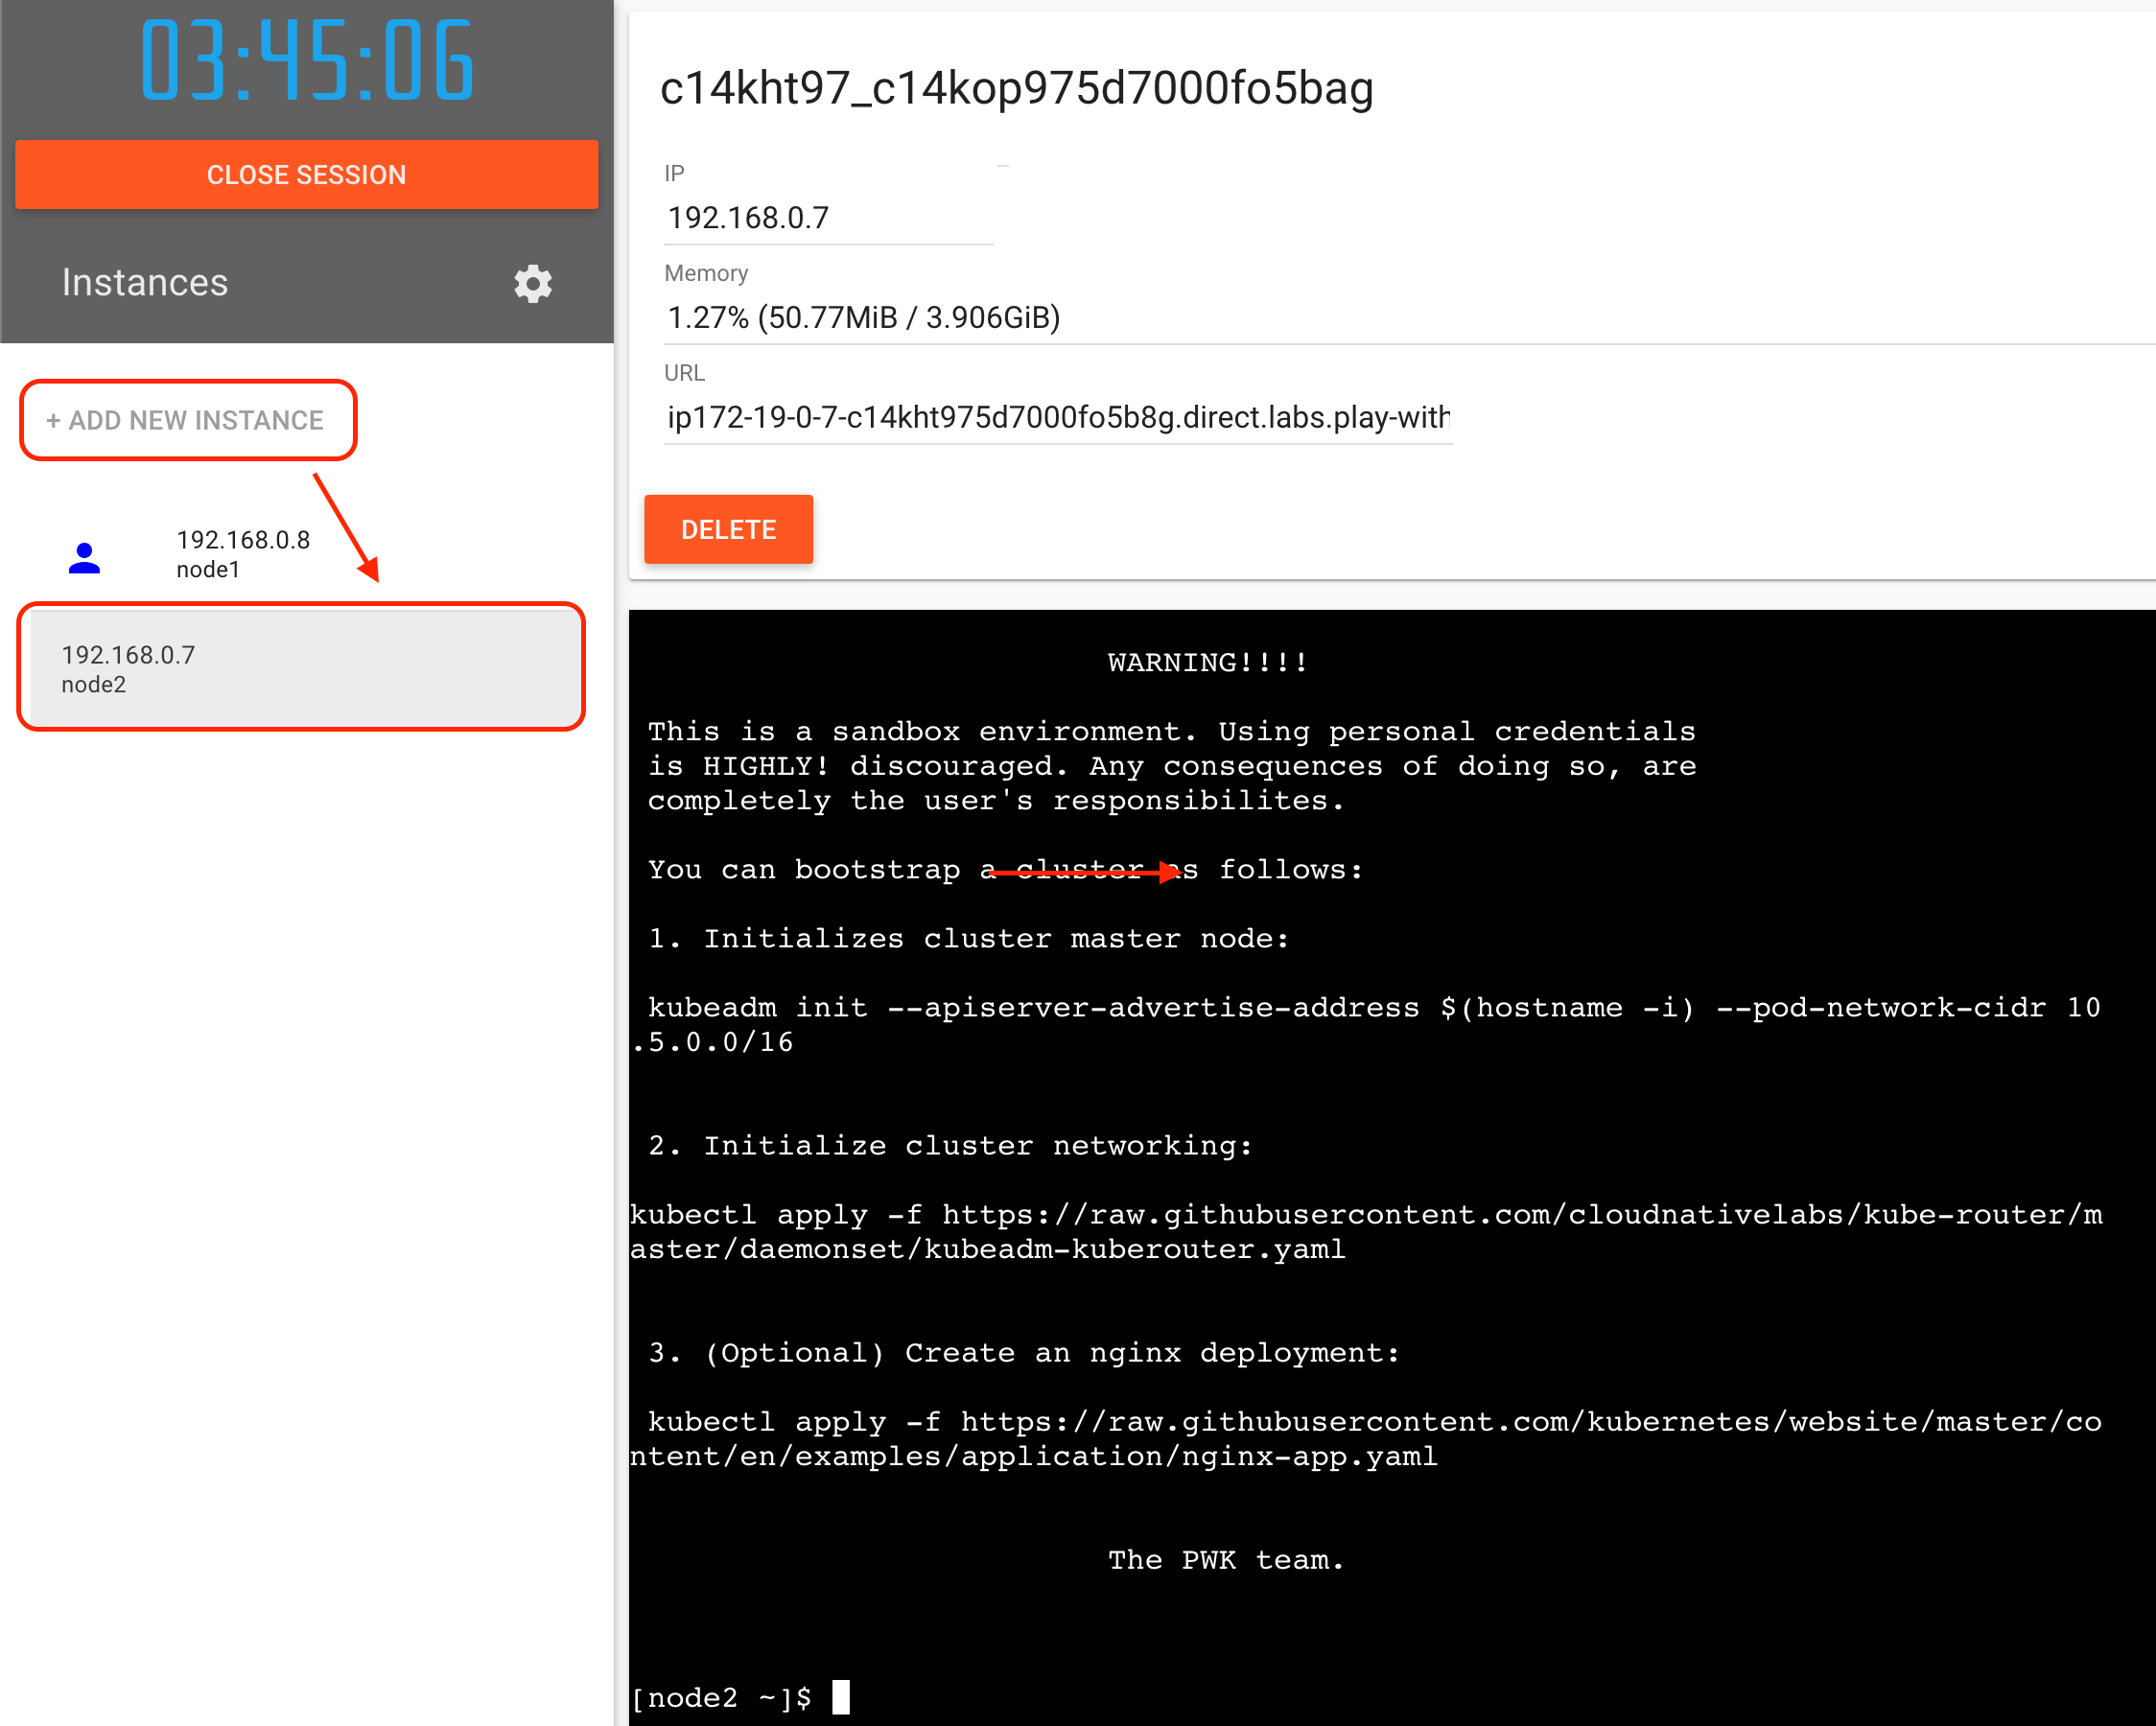 03:45:06
CLOSE SESSION
Instances
+ ADD NEW INSTANCE
192.168.0.8
node1
192.168.0.7
node2
c14kht97_c14kop975d7000fo5bag
IP
192.168.0.7
Memory
1.27% (50.77MiB / 3.906GiB)
URL
ip172-19-0-7-c14kht975d7000fo5b8g.direct.labs.play-with
DELETE
WARNING!!!!
This is a sandbox environment. Using personal credentials
is HIGHLY! discouraged. Any consequences of doing so, are
completely the user's responsibilites.
You can bootstrap a cluster as follows:
1. Initializes cluster master node:
kubeadm init --apiserver-advertise-address $(hostname -i) --pod-network-cidr 10
.5.0.0/16
2. Initialize cluster networking:
kubectl apply -f https://raw.githubusercontent.com/cloudnativelabs/kube-router/m
aster/daemonset/kubeadm-kuberouter.yaml
3. (Optional) Create an nginx deployment:
kubectl apply -f https://raw.githubusercontent.com/kubernetes/website/master/co
ntent/en/examples/application/nginx-app.yaml
The PWK team.
[node2 ~]$